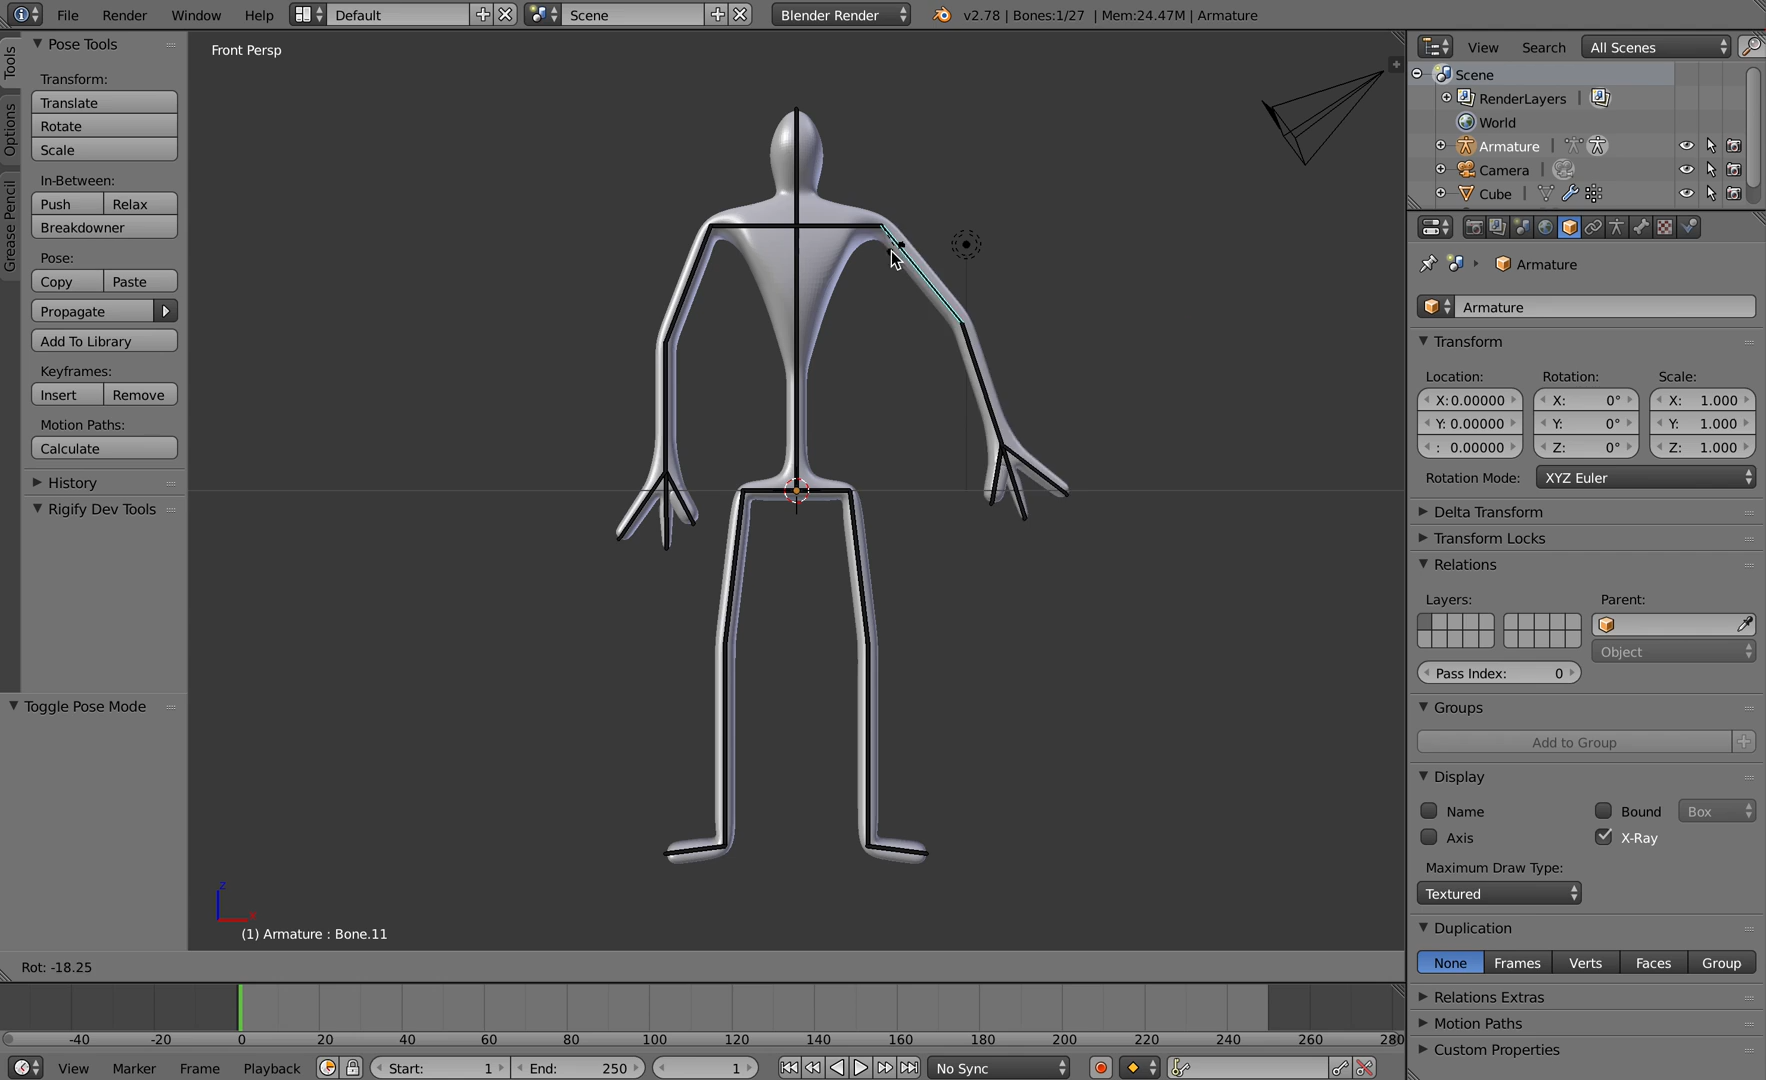 File Render Window Help Default Scene Blender Render v2.78 | Bones:1/27 | Mem:24.47M | Armature
Tools
Options
Grease Pencil
Pose Tools
Transform:
Translate
Rotate
Scale
In-Between:
Push Relax
Breakdowner
Pose:
Copy Paste
Propagate
Add To Library
Keyframes:
Insert Remove
Motion Paths:
Calculate
History
Rigify Dev Tools
Toggle Pose Mode
Front Persp
z
x
(1) Armature : Bone.11
Rot: -18.25
-40 -20 0 20 40 60 80 100 120 140 160 180 200 220 240 260 280
View Marker Frame Playback Start: 1 End: 250 1 No Sync
View Search All Scenes
Scene
RenderLayers |
World
Armature |
Camera |
Cube |
Armature
Armature
Transform
Location: Rotation: Scale:
X: 0.00000 X: 0° X: 1.000
Y: 0.00000 Y: 0° Y: 1.000
: 0.00000 Z: 0° Z: 1.000
Rotation Mode: XYZ Euler
Delta Transform
Transform Locks
Relations
Layers: Parent:
Object
Pass Index: 0
Groups
Add to Group
Display
Name Bound Box
Axis X-Ray
Maximum Draw Type:
Textured
Duplication
None Frames Verts Faces Group
Relations Extras
Motion Paths
Custom Properties